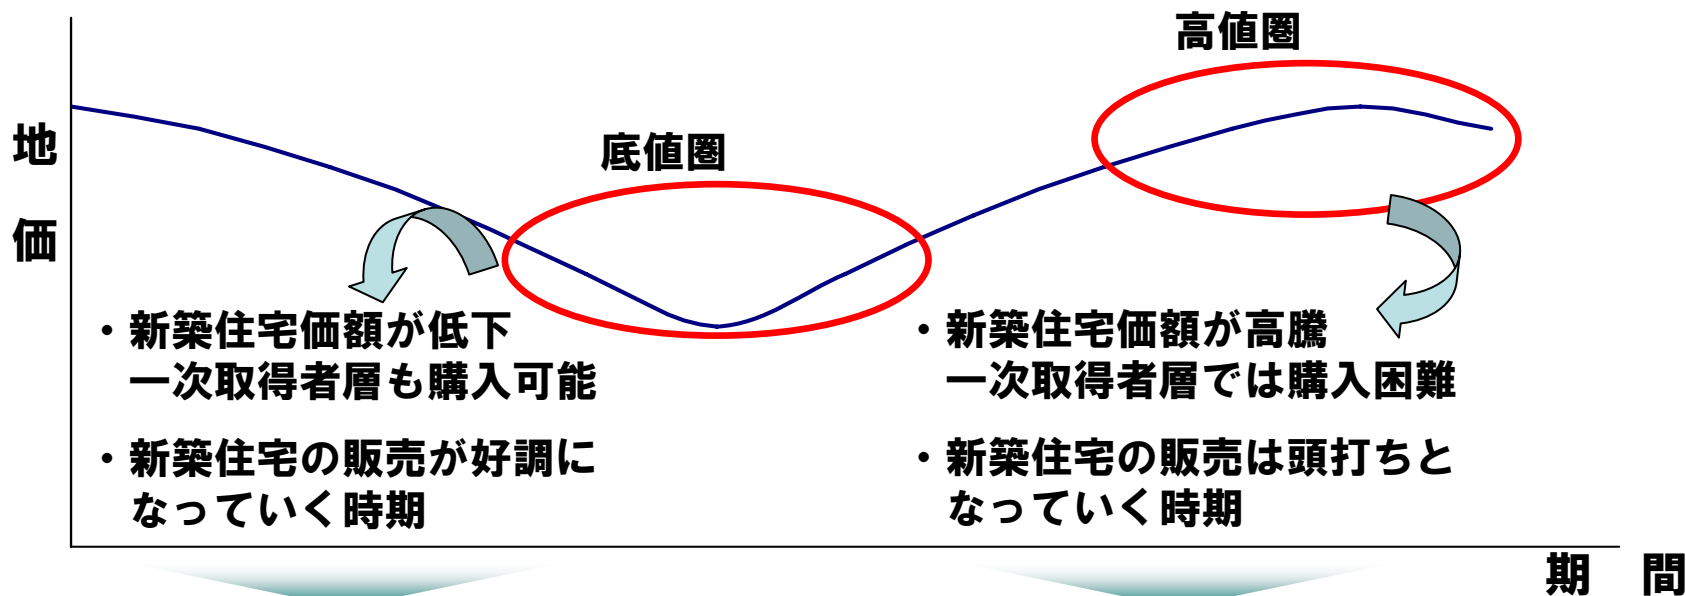 高値圏
底値圏
地価
・新築住宅価額が低下
一次取得者層も購入可能
・新築住宅の販売が好調に
なっていく時期
・新築住宅価額が高騰
一次取得者層では購入困難
・新築住宅の販売は頭打ちと
なっていく時期
期　間